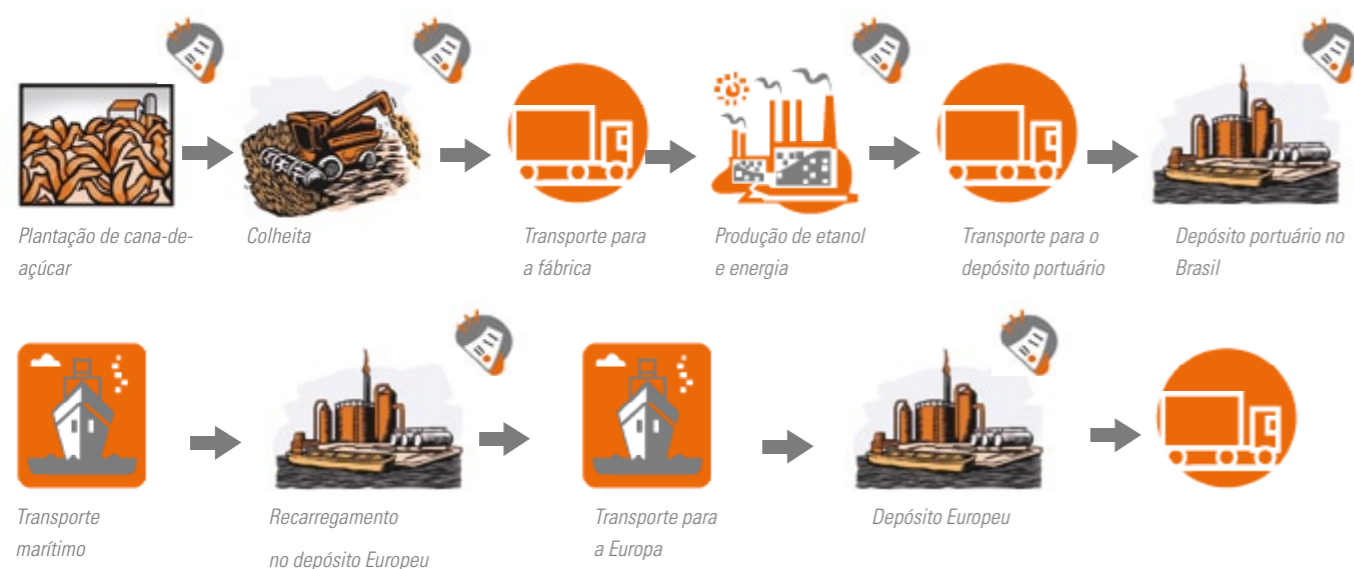 Plantação de cana-de-
açúcar
Colheita
Transporte para
a fábrica
Produção de etanol
e energia
Transporte para o
depósito portuário
Depósito portuário no
Brasil
Transporte
marítimo
Recarregamento
no depósito Europeu
Transporte para
a Europa
Depósito Europeu